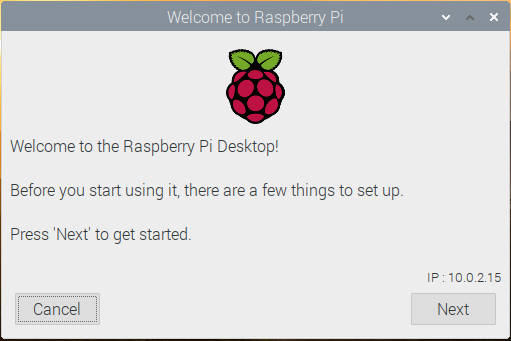 Welcome to Raspberry Pi
Welcome to the Raspberry Pi Desktop!
Before you start using it, there are a few things to set up.
Press 'Next' to get started.
IP : 10.0.2.15
Cancel
Next